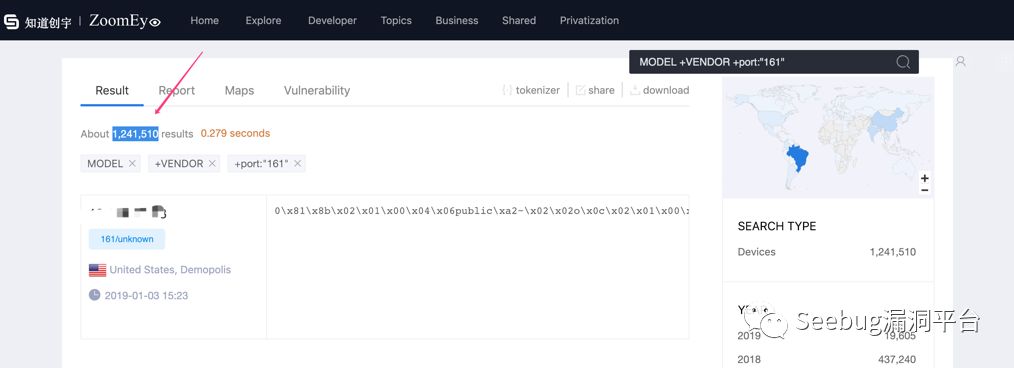 知道创宇 | ZoomEye Home Explore Developer Topics Business Shared Privatization
MODEL +VENDOR +port:"161"
Result Report Maps Vulnerability tokenizer share download
About 1,241,510 results 0.279 seconds
MODEL × +VENDOR × +port:"161" ×
0\x81\x8b\x02\x01\x00\x04\x06public\xa2-\x02\x02o\x0c\x02\x01\x00\
161/unknown
United States, Demopolis
2019-01-03 15:23
+
−
SEARCH TYPE
Devices 1,241,510
Seebug漏洞平台
2019 19,605
2018 437,240